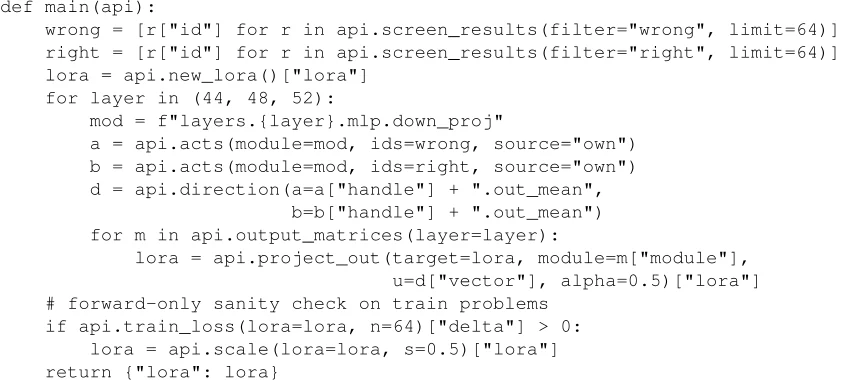 def main(api):
    wrong = [r["id"] for r in api.screen_results(filter="wrong", limit=64)]
    right = [r["id"] for r in api.screen_results(filter="right", limit=64)]
    lora = api.new_lora()["lora"]
    for layer in (44, 48, 52):
        mod = f"layers.{layer}.mlp.down_proj"
        a = api.acts(module=mod, ids=wrong, source="own")
        b = api.acts(module=mod, ids=right, source="own")
        d = api.direction(a=a["handle"] + ".out_mean",
                          b=b["handle"] + ".out_mean")
        for m in api.output_matrices(layer=layer):
            lora = api.project_out(target=lora, module=m["module"],
                                   u=d["vector"], alpha=0.5)["lora"]
    # forward-only sanity check on train problems
    if api.train_loss(lora=lora, n=64)["delta"] > 0:
        lora = api.scale(lora=lora, s=0.5)["lora"]
    return {"lora": lora}